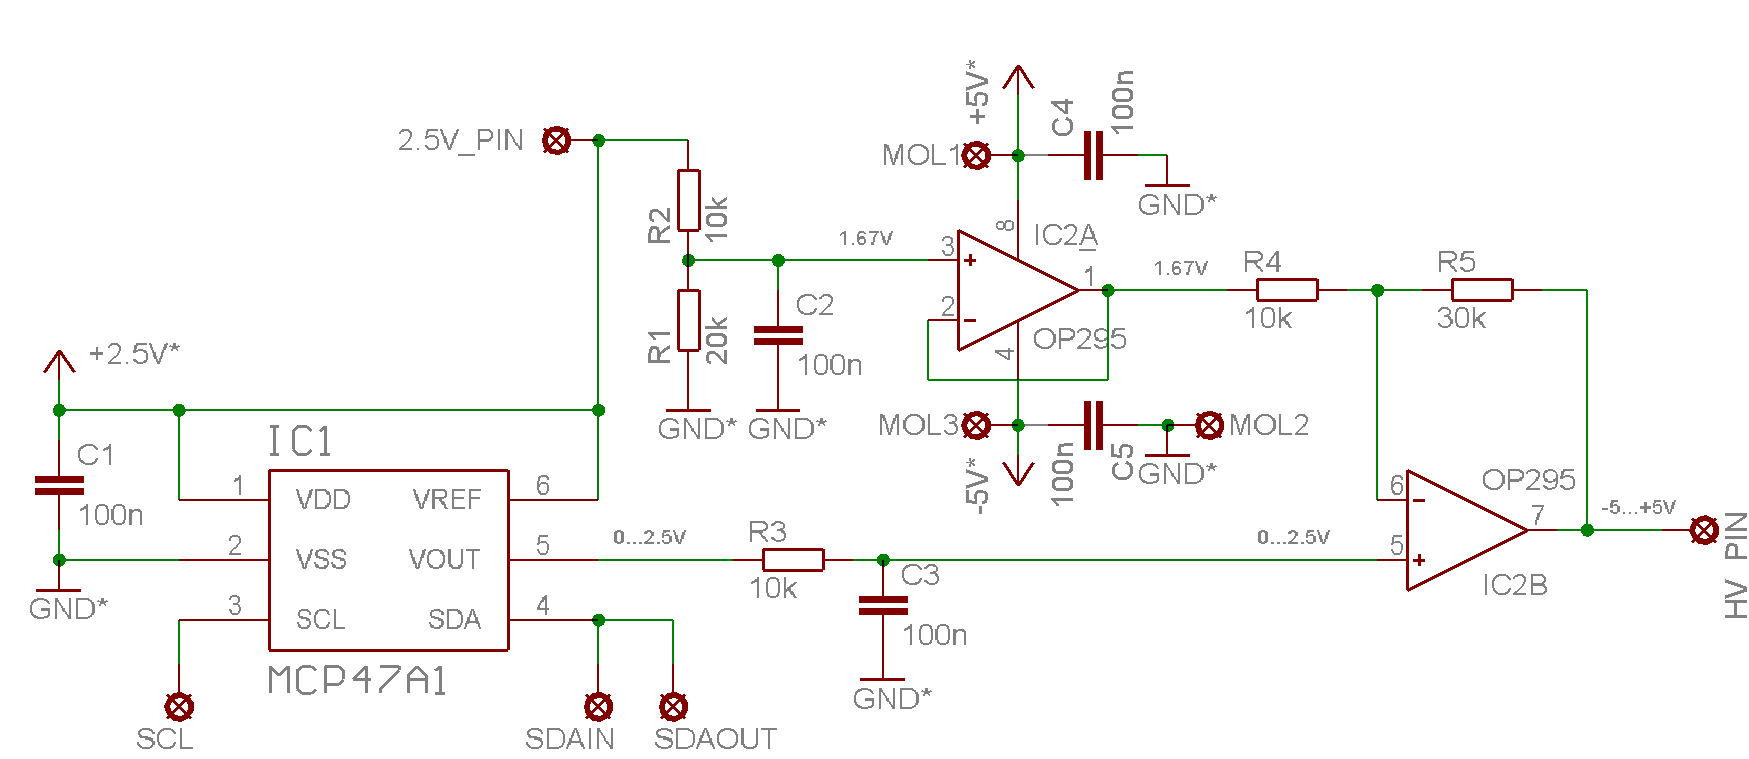 2.5V_PIN
+5V*
C4
100n
MOL1
GND*
R2
10k
1.67V
3
8
IC2A
1
2
4
OP295
1.67V
R4
10k
R5
30k
R1
20k
C2
100n
GND*
GND*
+2.5V*
MOL3
MOL2
-5V*
100n
C5
GND*
C1
100n
GND*
IC1
1
VDD
VREF
6
2
VSS
VOUT
5
3
SCL
SDA
4
MCP47A1
SCL
SDAIN
SDAOUT
0...2.5V
R3
10k
C3
100n
GND*
0...2.5V
6
5
OP295
7
IC2B
-5...+5V
HV_PIN